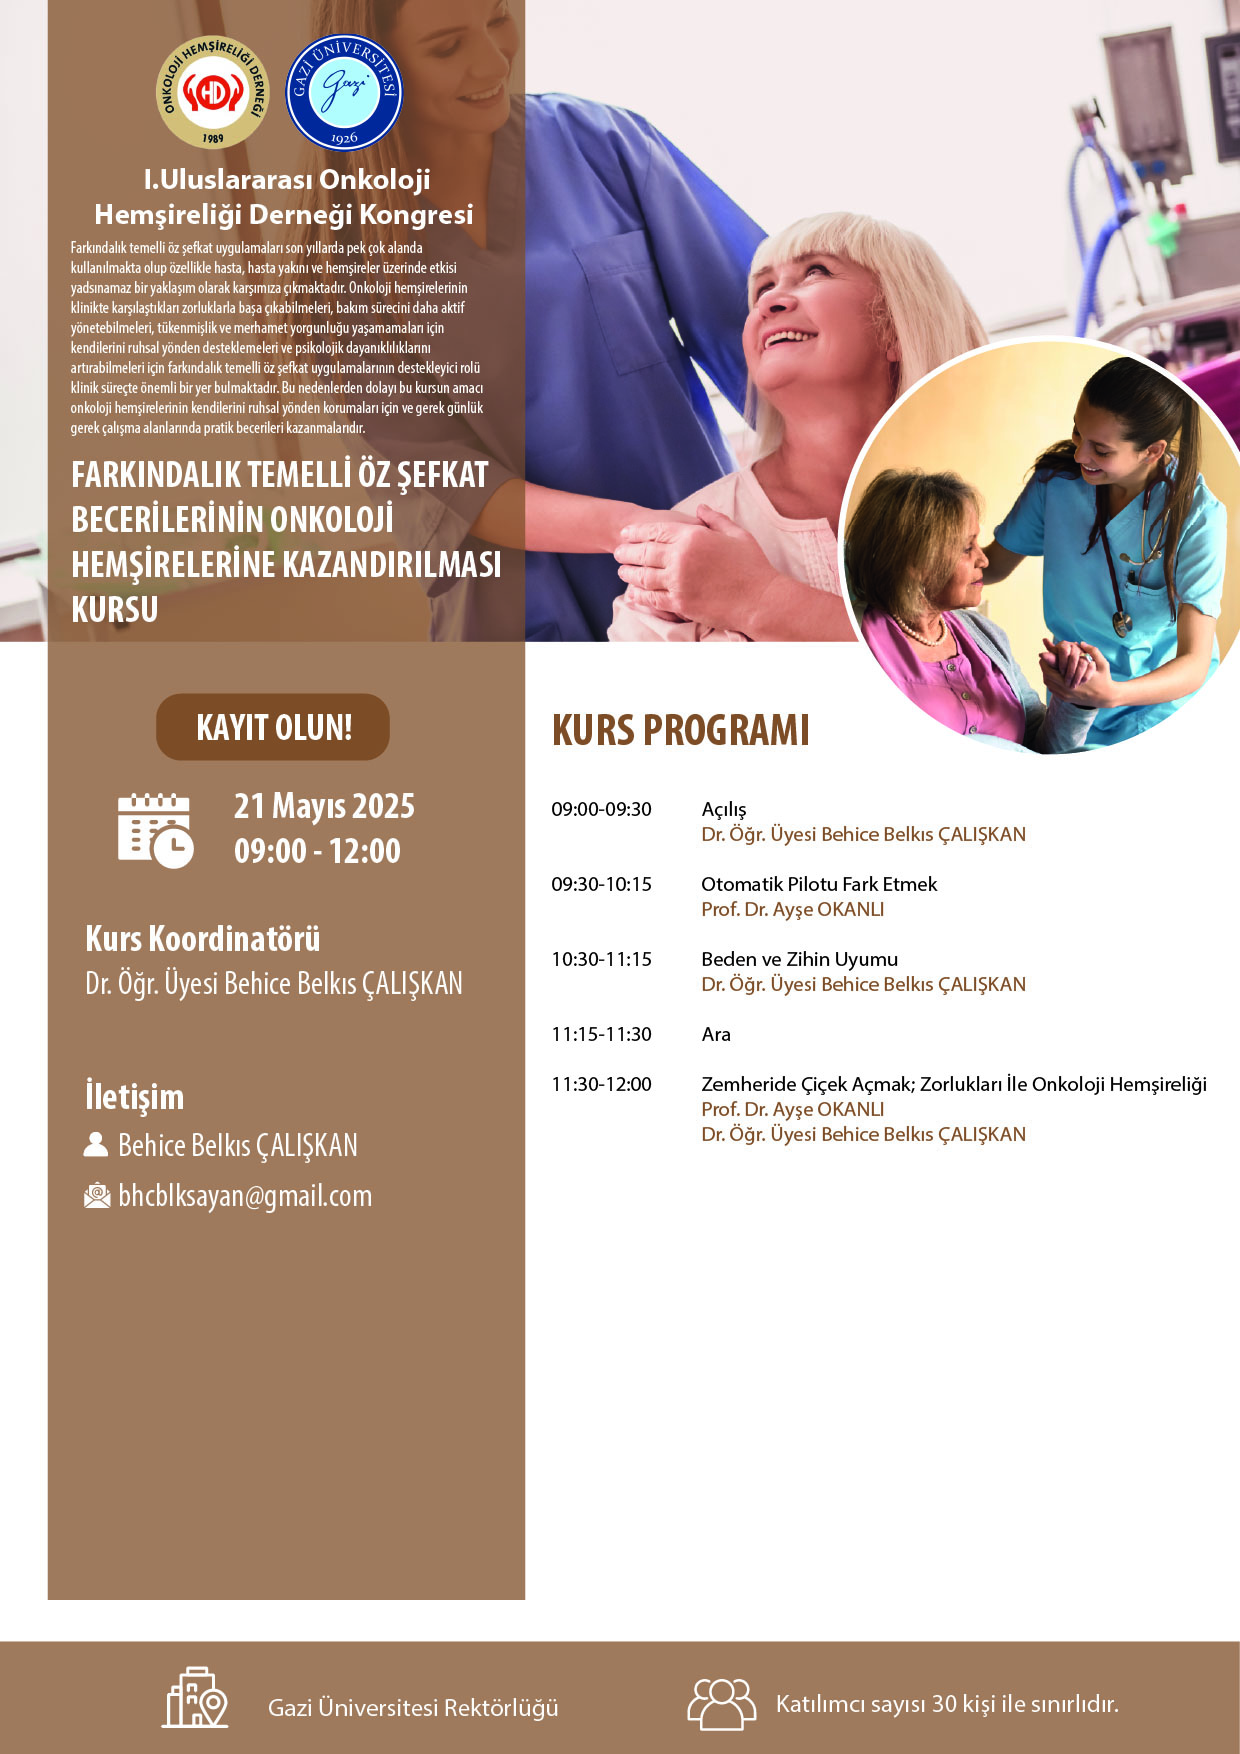 ONKOLOJİ HEMŞİRELİĞİ DERNEĞİ
HD
1989
GAZİ ÜNİVERSİTESİ
gazi
1926
I.Uluslararası Onkoloji
Hemşireliği Derneği Kongresi
Farkındalık temelli öz şefkat uygulamaları son yıllarda pek çok alanda
kullanılmakta olup özellikle hasta, hasta yakını ve hemşireler üzerinde etkisi
yadsınamaz bir yaklaşım olarak karşımıza çıkmaktadır. Onkoloji hemşirelerinin
klinikte karşılaştıkları zorluklarla başa çıkabilmeleri, bakım sürecini daha aktif
yönetebilmeleri, tükenmişlik ve merhamet yorgunluğu yaşamamaları için
kendilerini ruhsal yönden desteklemeleri ve psikolojik dayanıklılıklarını
artırabilmeleri için farkındalık temelli öz şefkat uygulamalarının destekleyici rolü
klinik süreçte önemli bir yer bulmaktadır. Bu nedenlerden dolayı bu kursun amacı
onkoloji hemşirelerinin kendilerini ruhsal yönden korumaları için ve gerek günlük
gerek çalışma alanlarında pratik becerileri kazanmalarıdır.
FARKINDALIK TEMELLİ ÖZ ŞEFKAT
BECERİLERİNİN ONKOLOJİ
HEMŞİRELERİNE KAZANDIRILMASI
KURSU
KAYIT OLUN!
21 Mayıs 2025
09:00 - 12:00
Kurs Koordinatörü
Dr. Öğr. Üyesi Behice Belkıs ÇALIŞKAN
İletişim
Behice Belkıs ÇALIŞKAN
bhcblksayan@gmail.com
KURS PROGRAMI
09:00-09:30 Açılış
Dr. Öğr. Üyesi Behice Belkıs ÇALIŞKAN
09:30-10:15 Otomatik Pilotu Fark Etmek
Prof. Dr. Ayşe OKANLI
10:30-11:15 Beden ve Zihin Uyumu
Dr. Öğr. Üyesi Behice Belkıs ÇALIŞKAN
11:15-11:30 Ara
11:30-12:00 Zemheride Çiçek Açmak; Zorlukları İle Onkoloji Hemşireliği
Prof. Dr. Ayşe OKANLI
Dr. Öğr. Üyesi Behice Belkıs ÇALIŞKAN
Gazi Üniversitesi Rektörlüğü
Katılımcı sayısı 30 kişi ile sınırlıdır.